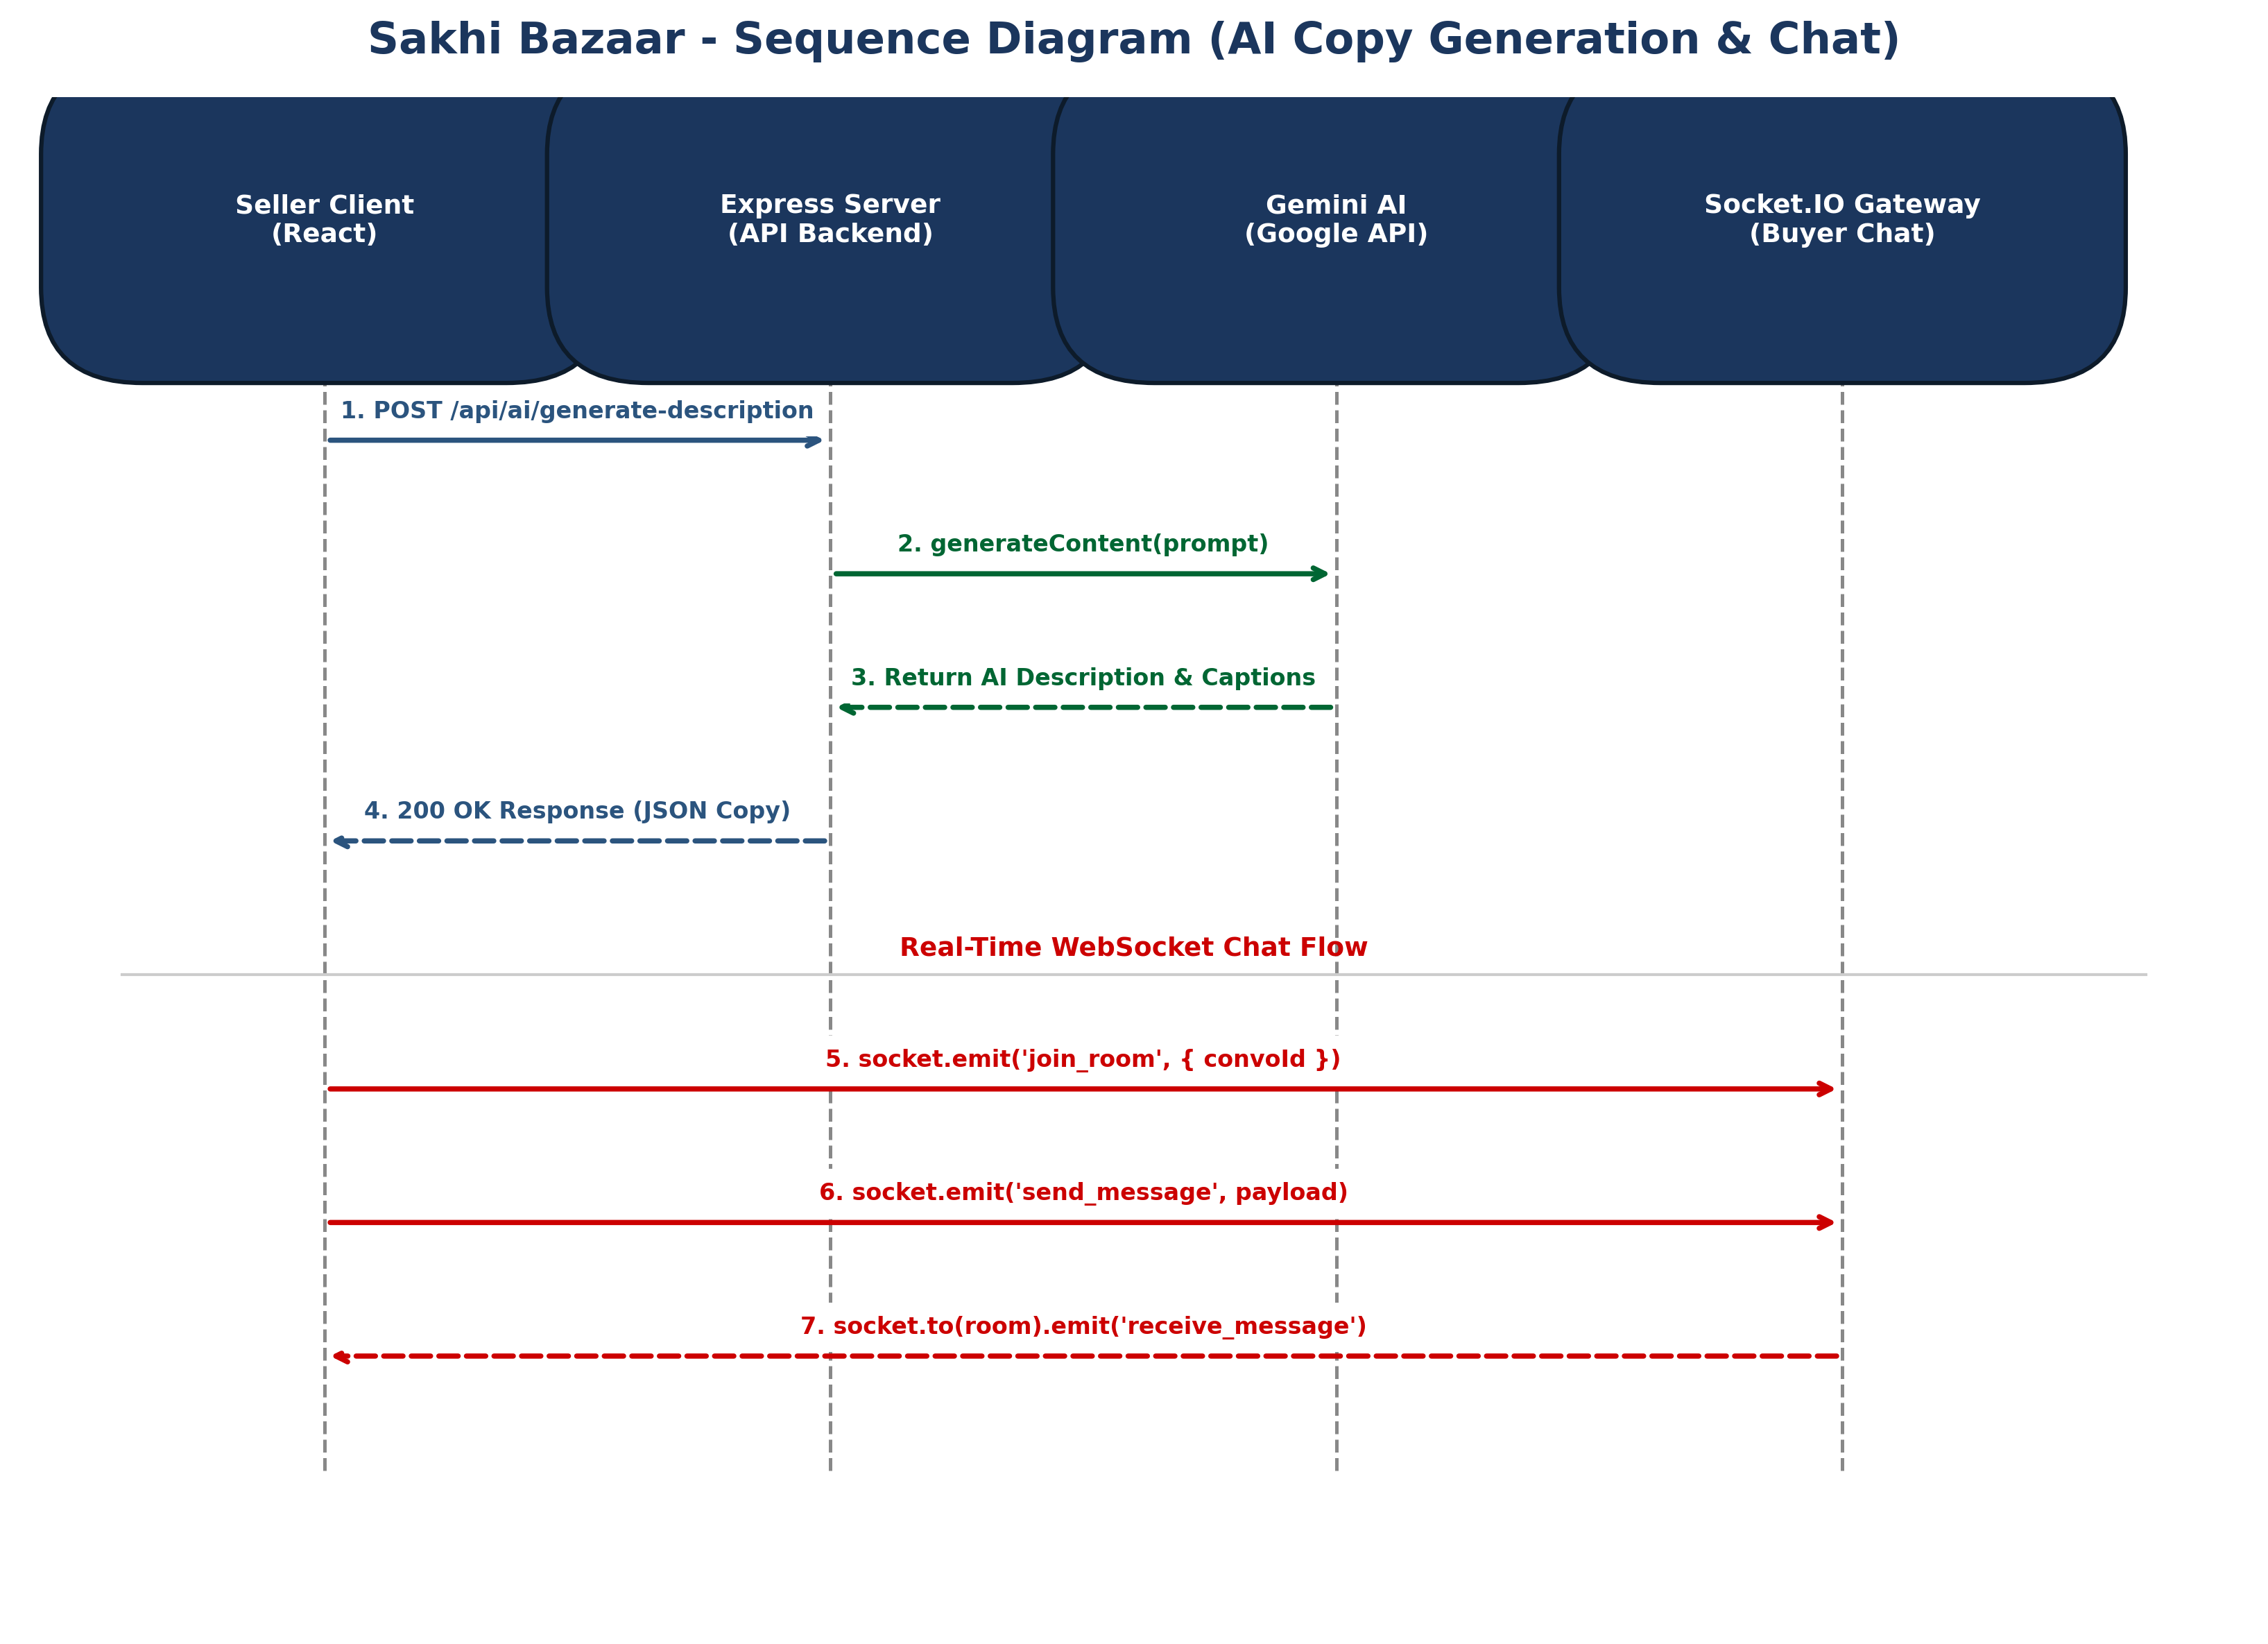 Sakhi Bazaar - Sequence Diagram (AI Copy Generation & Chat)
Seller Client
(React)
Express Server
(API Backend)
Gemini AI
(Google API)
Socket.IO Gateway
(Buyer Chat)
1. POST /api/ai/generate-description
2. generateContent(prompt)
3. Return AI Description & Captions
4. 200 OK Response (JSON Copy)
Real-Time WebSocket Chat Flow
5. socket.emit('join_room', { convoId })
6. socket.emit('send_message', payload)
7. socket.to(room).emit('receive_message')